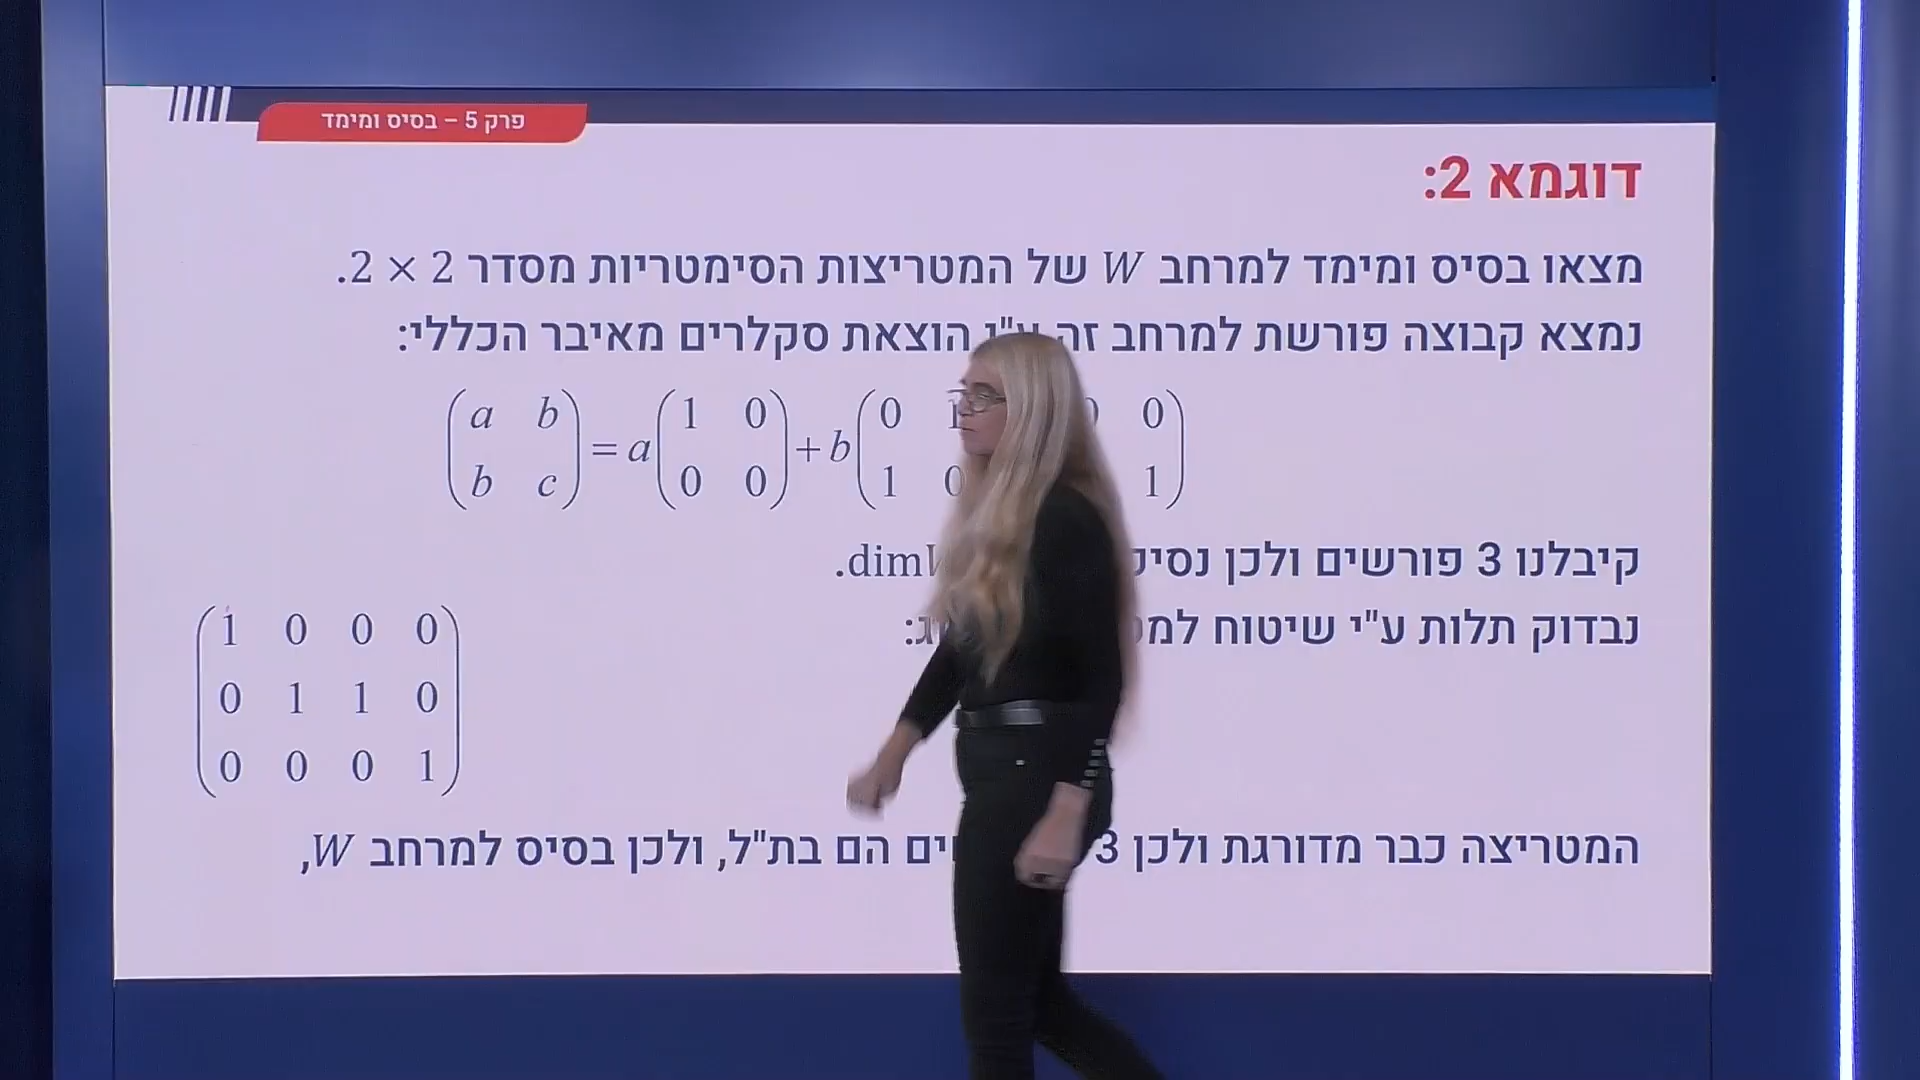 פרק 5 – בסיס ומימד
דוגמא 2:
מצאו בסיס ומימד למרחב W של המטריצות הסימטריות מסדר 2 × 2.
נמצא קבוצה פורשת למרחב זה ע"י הוצאת סקלרים מאיבר הכללי:
a b 1 0 0 0
= a + b
b c 0 0 1 0 1
קיבלנו 3 פורשים ולכן .dim
נבדוק תלות ע"י שיטוח
1 0 0 0
0 1 1 0
0 0 0 1
המטריצה כבר מדורגת ולכן 3 הם בת"ל, ולכן בסיס למרחב W,